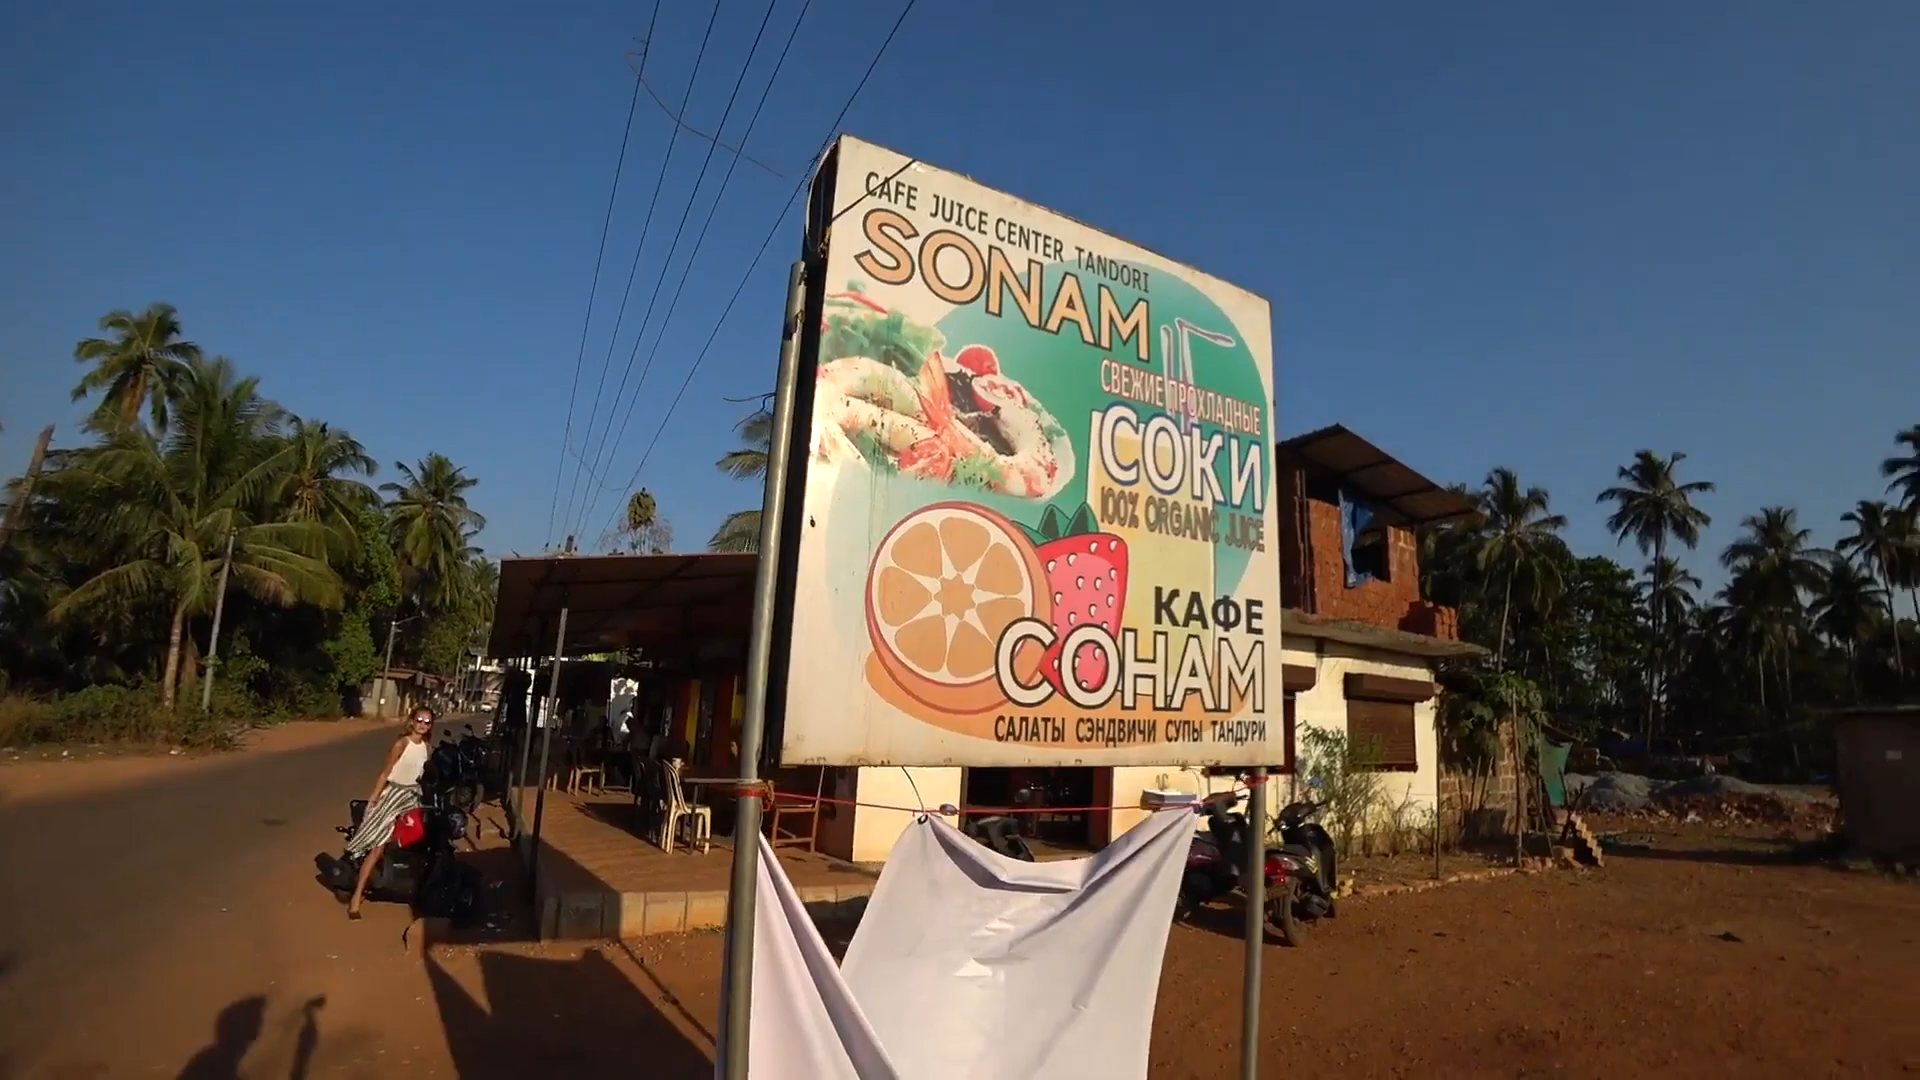 CAFE JUICE CENTER TANDORI
SONAM
СВЕЖИЕ ПРОХЛАДНЫЕ
СОКИ
100% ORGANIC JUICE
КАФЕ
СОНАМ
САЛАТЫ СЭНДВИЧИ СУПЫ ТАНДУРИ